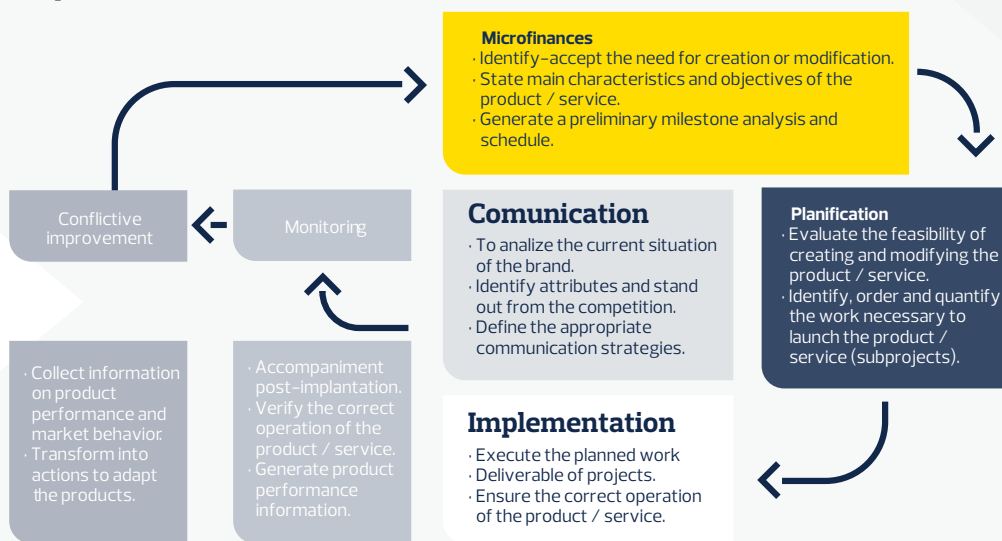 Microfinances
· Identify-accept the need for creation or modification.
· State main characteristics and objectives of the
product / service.
· Generate a preliminary milestone analysis and
schedule.
Conflictive
improvement
Monitoring
Comunication
· To analize the current situation
of the brand.
· Identify attributes and stand
out from the competition.
· Define the appropriate
communication strategies.
Planification
· Evaluate the feasibility of
creating and modifying the
product / service.
· Identify, order and quantify
the work necessary to
launch the product /
service (subprojects).
· Collect information
on product
performance and
market behavior.
· Transform into
actions to adapt
the products.
· Accompaniment
post-implantation.
· Verify the correct
operation of the
product / service.
· Generate product
performance
information.
Implementation
· Execute the planned work
· Deliverable of projects.
· Ensure the correct operation
of the product / service.